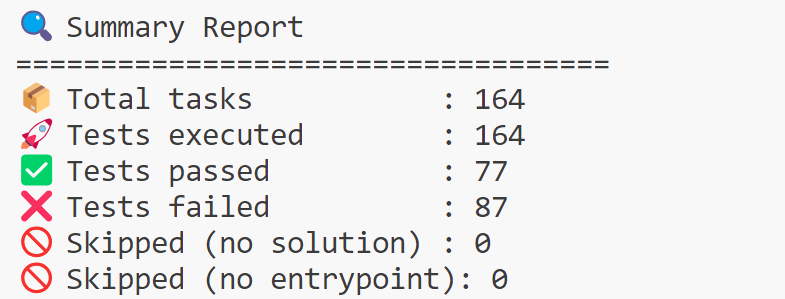 🔍 Summary Report
===================================
📦 Total tasks           : 164
🚀 Tests executed        : 164
✅ Tests passed          : 77
❌ Tests failed          : 87
🚫 Skipped (no solution) : 0
🚫 Skipped (no entrypoint): 0